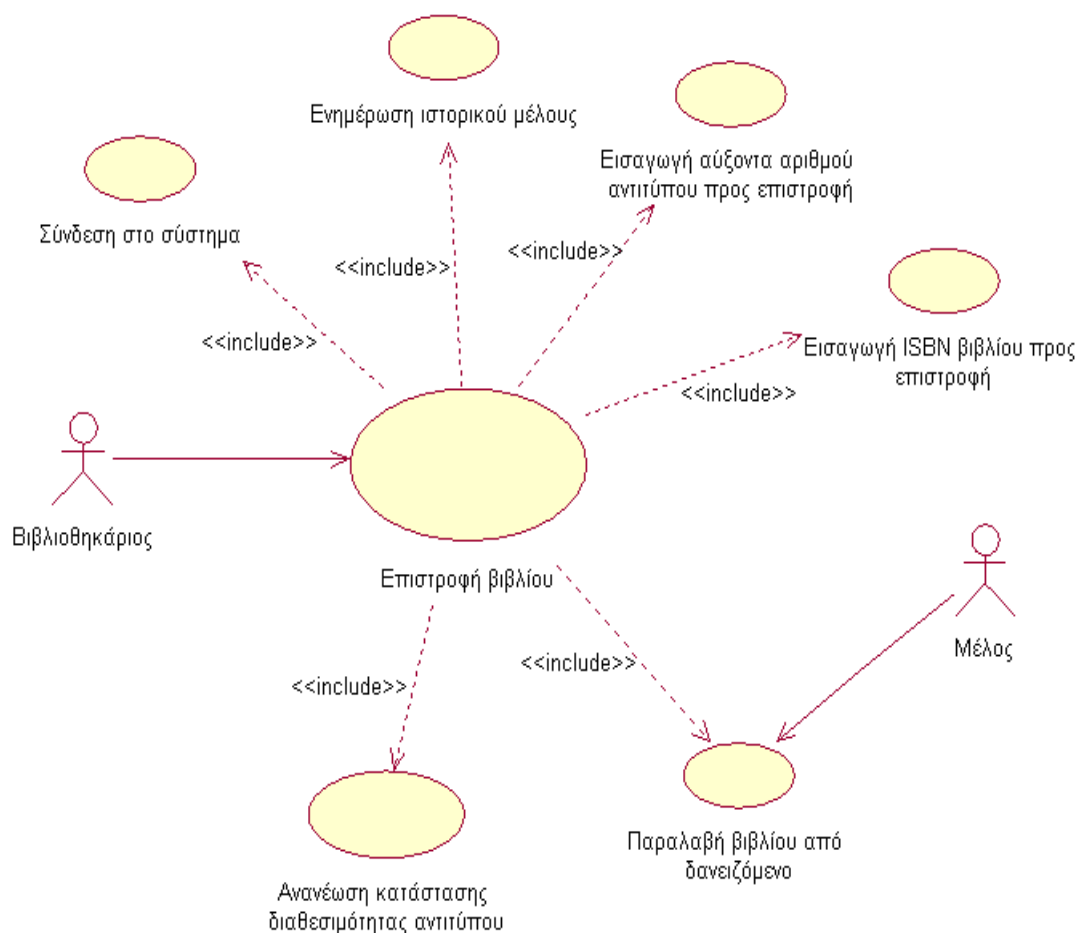 Ενημέρωση ιστορικού μέλους
Εισαγωγή αύξοντα αριθμού
αντιτύπου προς επιστροφή
Σύνδεση στο σύστημα
<<include>>
<<include>>
<<include>>
<<include>>
Εισαγωγή ISBN βιβλίου προς
επιστροφή
Βιβλιοθηκάριος
Επιστροφή βιβλίου
Μέλος
<<include>>
<<include>>
Παραλαβή βιβλίου από
δανειζόμενο
Ανανέωση κατάστασης
διαθεσιμότητας αντιτύπου